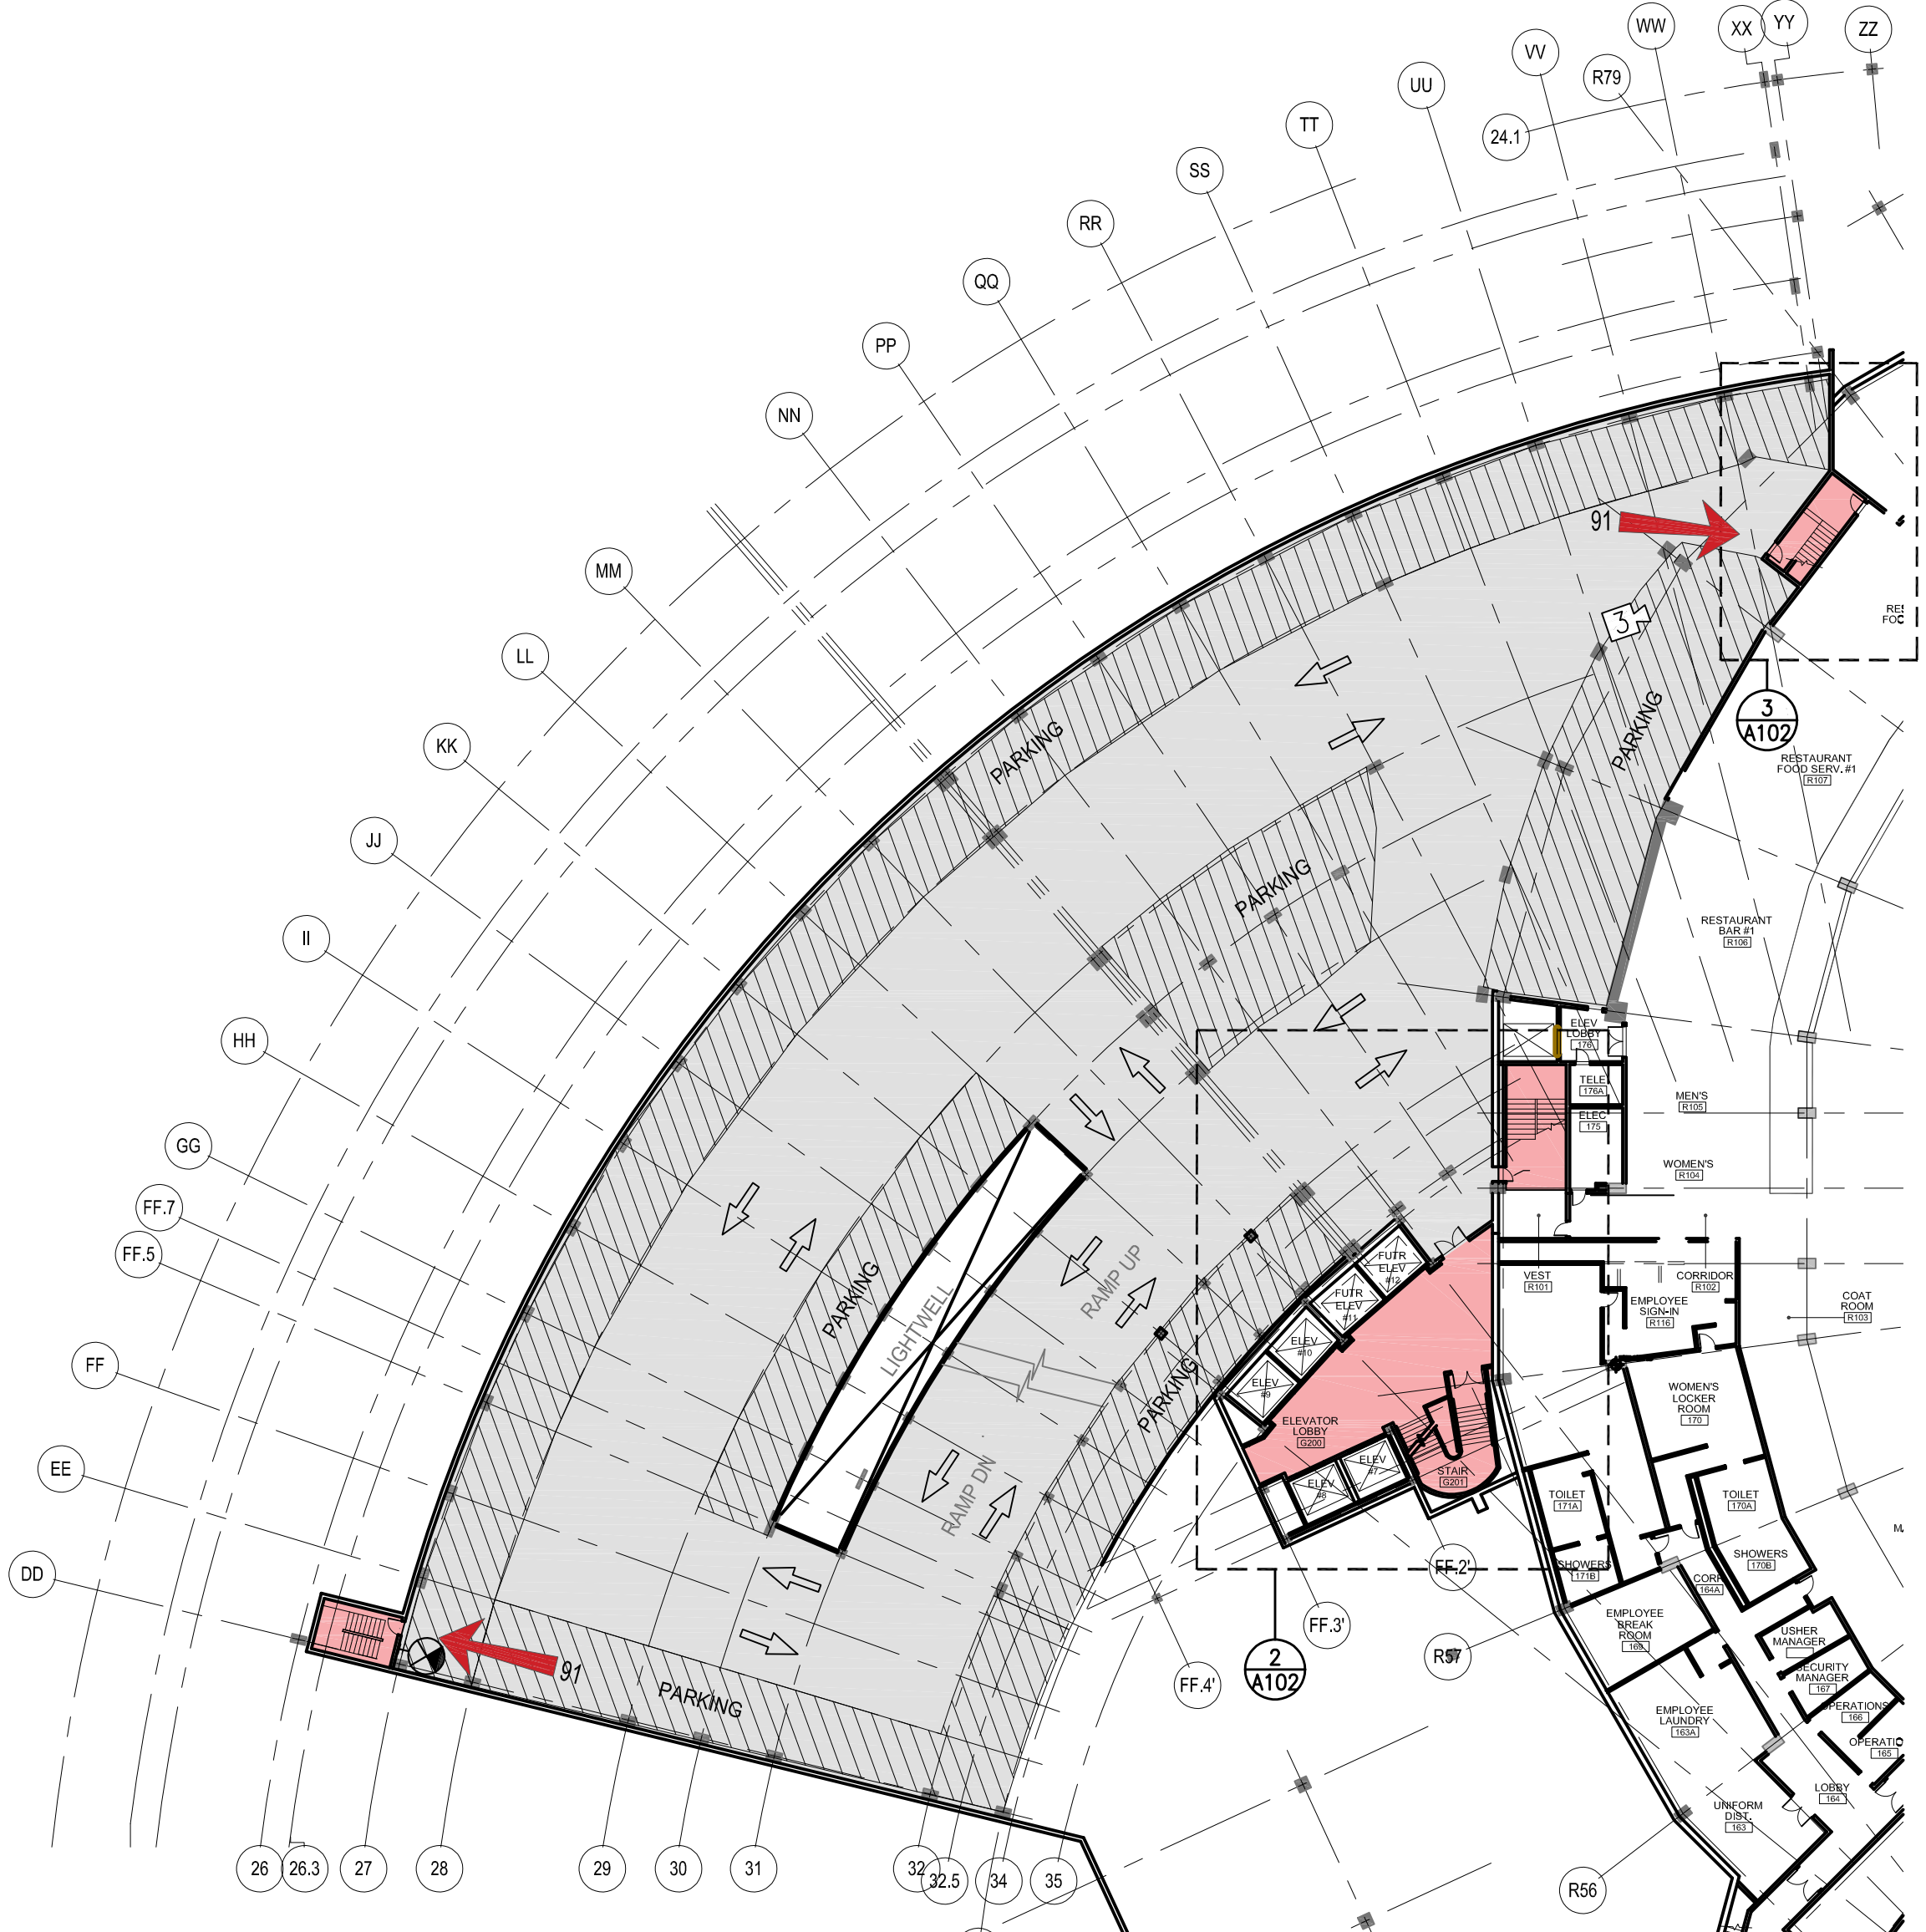 XX
YY
ZZ
WW
VV
R79
UU
24.1
TT
SS
RR
QQ
PP
NN
MM
LL
KK
JJ
II
HH
GG
FF.7
FF.5
FF
EE
DD
91
3
PARKING
PARKING
PARKING
3
A102
RESTAURANT
FOOD SERV. #1
R107
RESTAURANT
BAR #1
R106
ELEV
LOBBY
176
TELE
176A
ELEC
175
MEN'S
R105
WOMEN'S
R104
VEST
R101
CORRIDOR
R102
EMPLOYEE
SIGN-IN
R116
COAT
ROOM
R103
FUTR
ELEV
#12
FUTR
ELEV
#11
ELEV
#10
ELEV
#9
RAMP UP
LIGHTWELL
PARKING
PARKING
RAMP DN
ELEVATOR
LOBBY
G200
ELEV
#7
ELEV
#8
STAIR
G201
WOMEN'S
LOCKER
ROOM
170
TOILET
171A
TOILET
170A
SHOWERS
171B
SHOWERS
170B
CORR
164A
EMPLOYEE
BREAK
ROOM
169
USHER
MANAGER
SECURITY
MANAGER
167
OPERATIONS
166
EMPLOYEE
LAUNDRY
163A
165
LOBBY
164
UNIFORM
DIST.
163
91
PARKING
FF.2'
FF.3'
FF.4'
2
A102
R57
R56
26
26.3
27
28
29
30
31
32
32.5
34
35